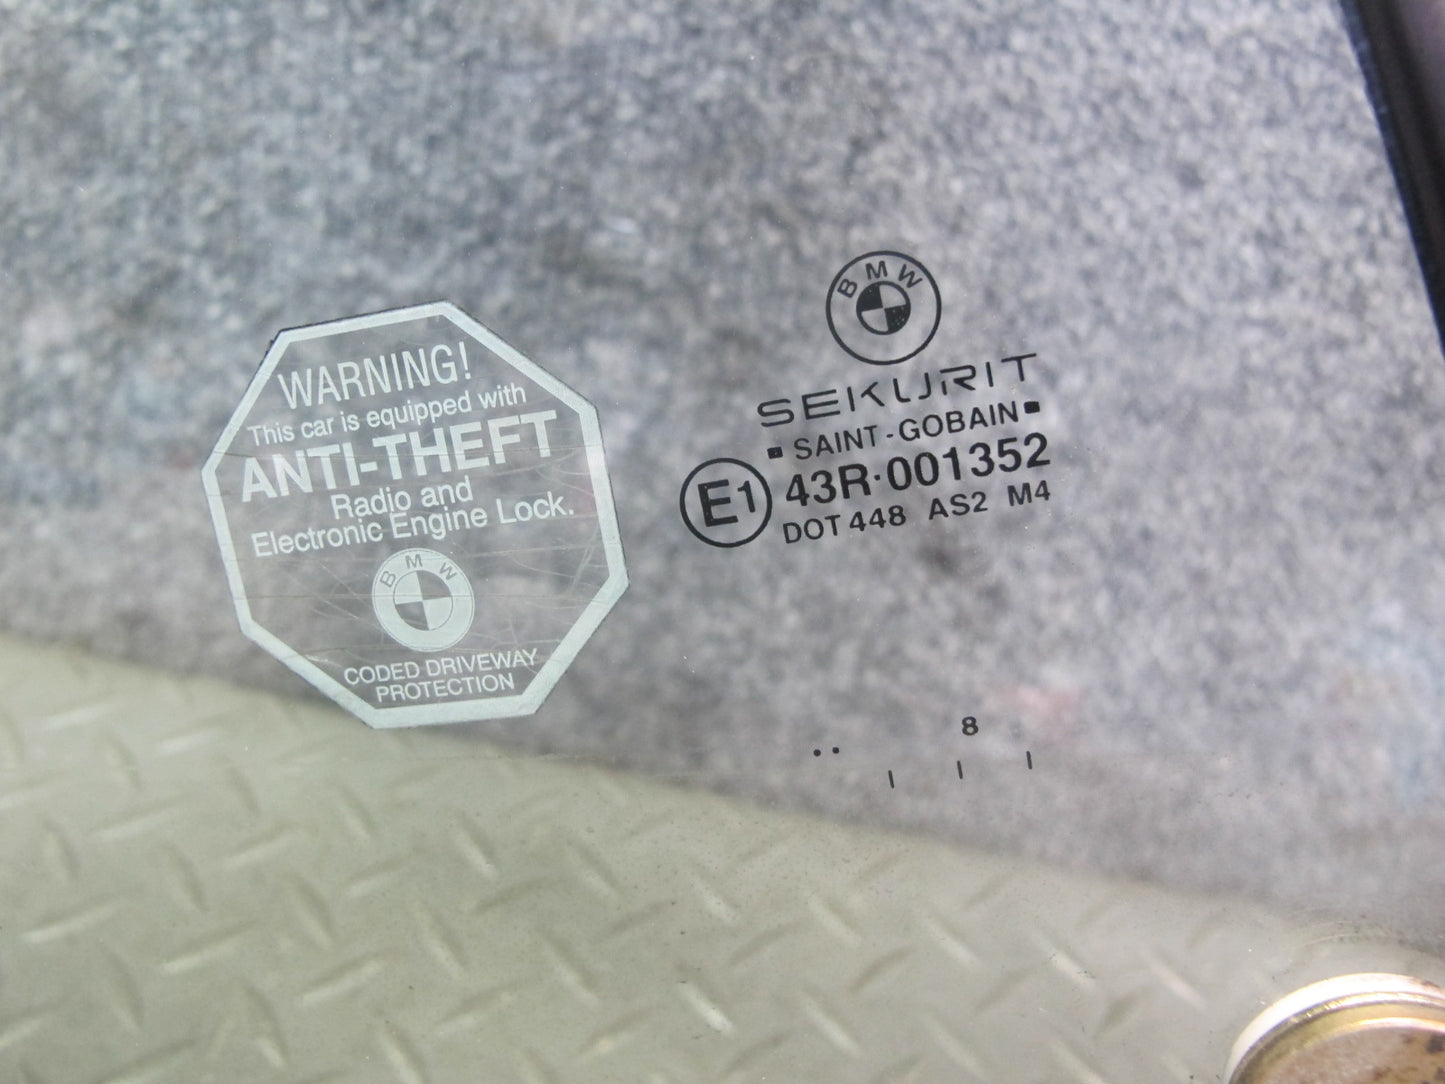 WARNING!
This car is equipped with
ANTI-THEFT
Radio and
Electronic Engine Lock.
BMW
CODED DRIVEWAY
PROTECTION
BMW
SEKURIT
SAINT-GOBAIN
E1 43R·001352
DOT 448 AS2 M4
8